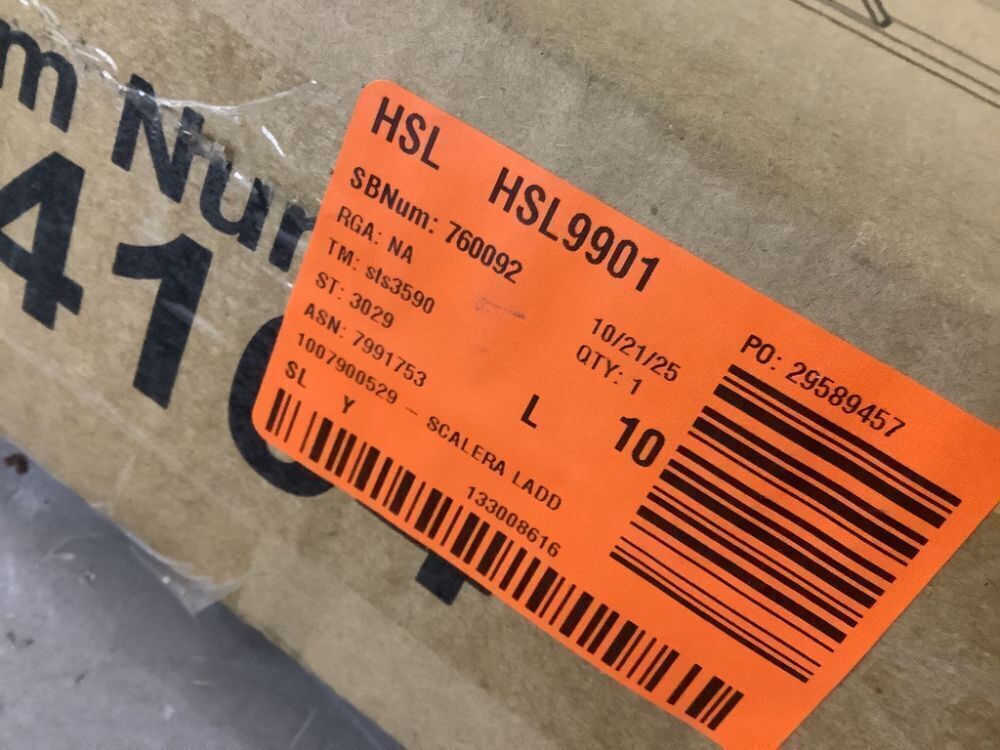 m Num
41
HSL HSL9901
SBNum: 760092
RGA: NA
TM: sls3590
ST: 3029
ASN: 7991753
1007900529 - SCALERA LADD
SL Y
133008616
10/21/25
QTY: 1
L 10
PO: 29589457